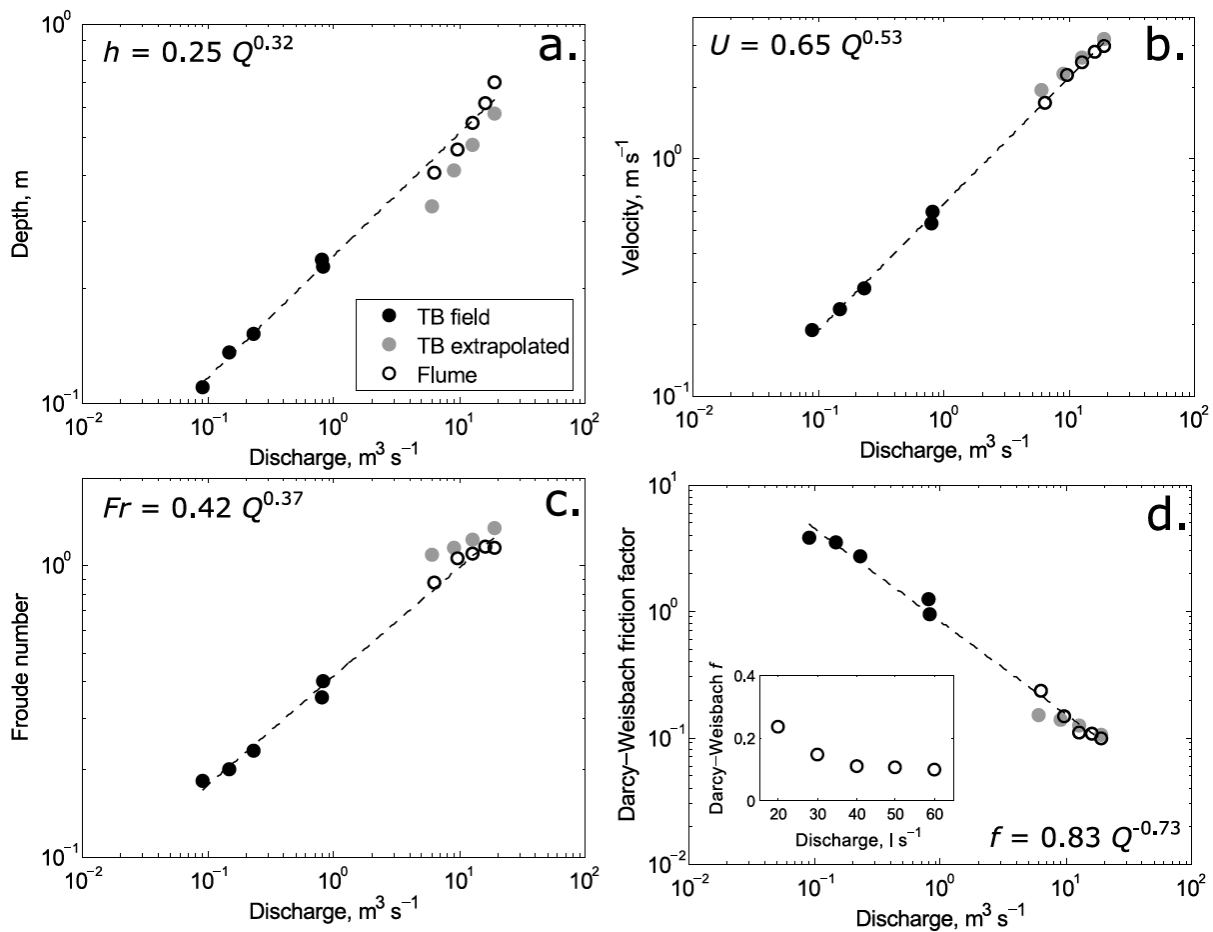 h = 0.25 Q^0.32
a.
10^0
10^-1
Depth, m
TB field
TB extrapolated
Flume
10^-2 10^-1 10^0 10^1 10^2
Discharge, m^3 s^-1
U = 0.65 Q^0.53
b.
10^0
10^-1
Velocity, m s^-1
10^-2 10^-1 10^0 10^1 10^2
Discharge, m^3 s^-1
Fr = 0.42 Q^0.37
c.
10^0
10^-1
Froude number
10^-2 10^-1 10^0 10^1 10^2
Discharge, m^3 s^-1
d.
10^1
10^0
10^-1
10^-2
Darcy–Weisbach friction factor
0.4
0.2
0
Darcy–Weisbach f
20 30 40 50 60
Discharge, l s^-1
f = 0.83 Q^-0.73
10^-2 10^-1 10^0 10^1 10^2
Discharge, m^3 s^-1